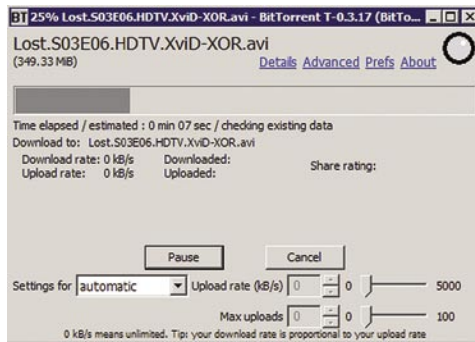 BT 25% Lost.S03E06.HDTV.XviD-XOR.avi - BitTorrent T-0.3.17 (BitTo...
Lost.S03E06.HDTV.XviD-XOR.avi
(349.33 MiB)
Details Advanced Prefs About
Time elapsed / estimated : 0 min 07 sec / checking existing data
Download to: Lost.S03E06.HDTV.XviD-XOR.avi
Download rate: 0 kB/s Downloaded:
Upload rate: 0 kB/s Uploaded:
Share rating:
Pause Cancel
Settings for automatic Upload rate (kB/s) 0 0 5000
Max uploads 0 0 100
0 kB/s means unlimited. Tip: your download rate is proportional to your upload rate